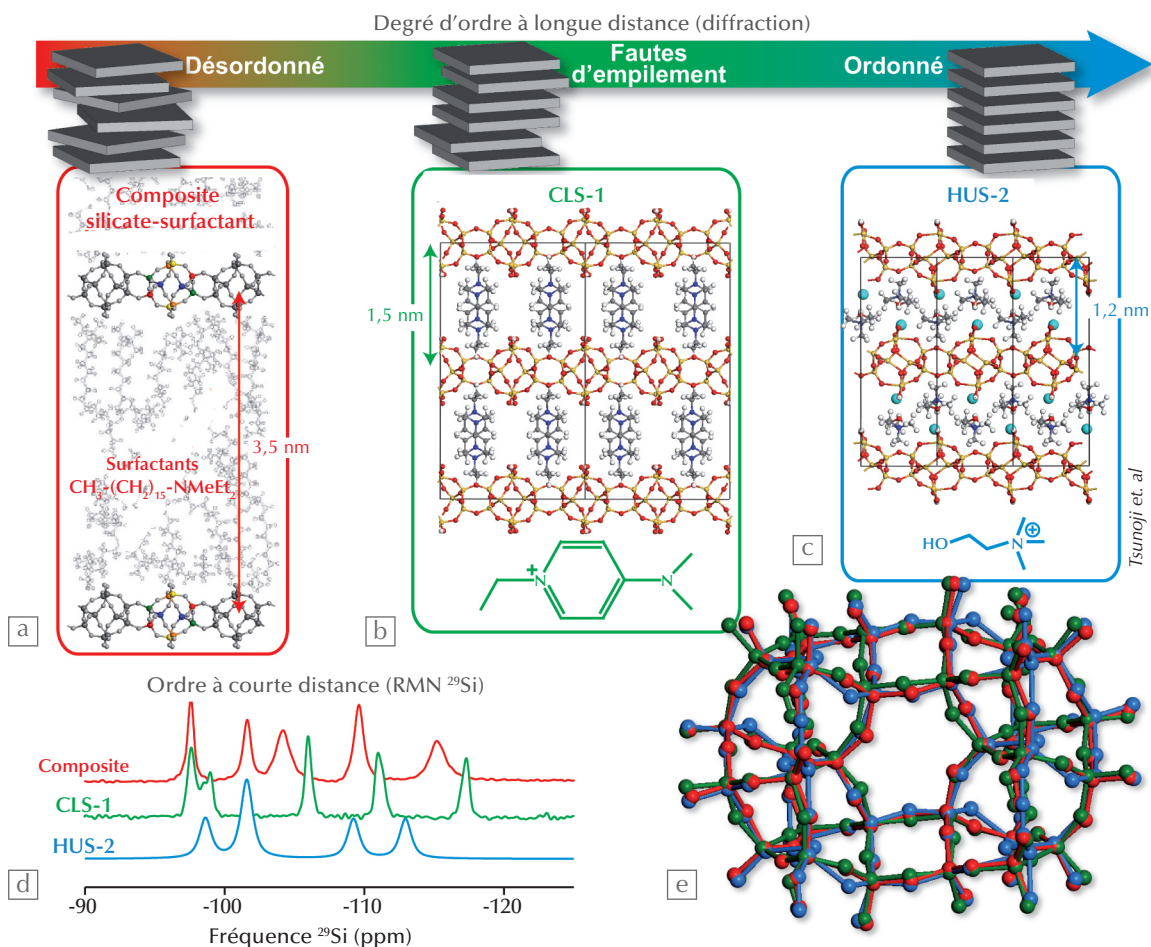 Degré d’ordre à longue distance (diffraction)
Désordonné
Fautes
d’empilement
Ordonné
Composite
silicate-surfactant
3,5 nm
Surfactants
CH3-(CH2)15-NMeEt2
a
CLS-1
1,5 nm
N
+
N
b
HUS-2
1,2 nm
c
HO
N
+
Tsunoji et. al
Ordre à courte distance (RMN 29Si)
Composite
CLS-1
HUS-2
d
-90
-100
-110
-120
Fréquence 29Si (ppm)
e